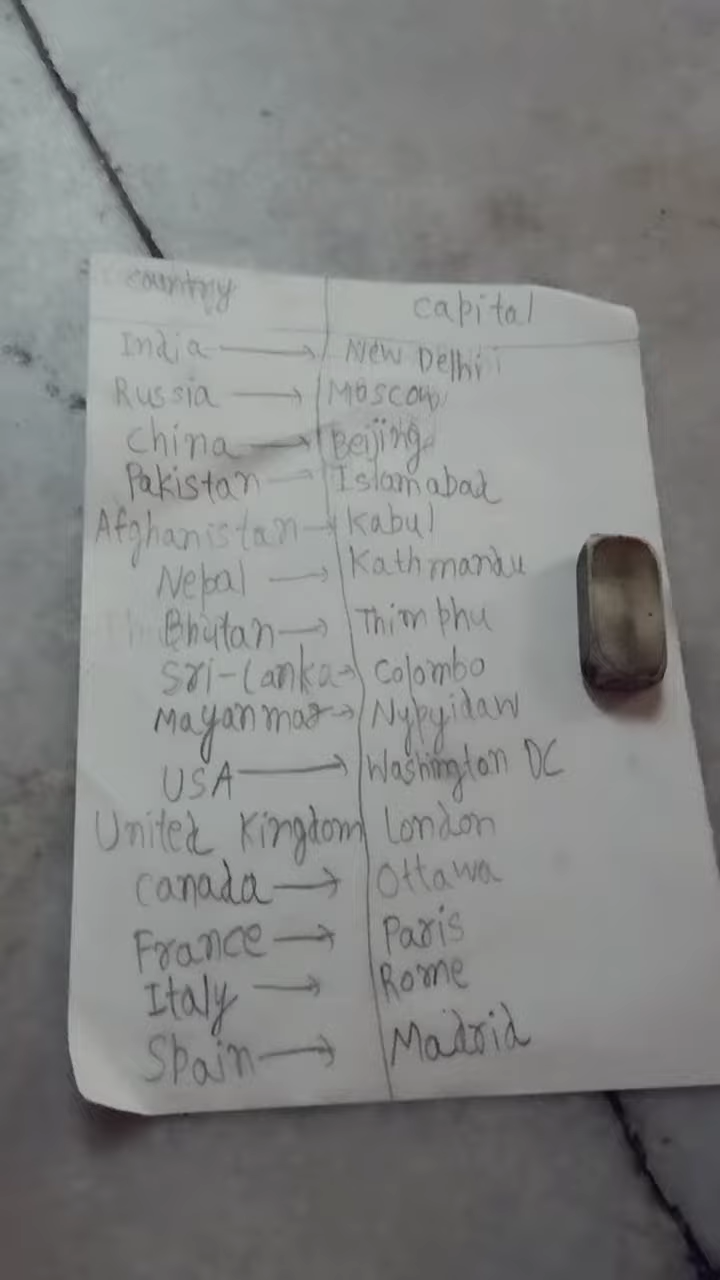 country capital
India → New Delhi
Russia → Moscow
China → Beijing
Pakistan → Islamabad
Afghanistan → Kabul
Nepal → Kathmandu
Bhutan → Thimphu
Sri-Lanka → Colombo
Mayanmar → Nypyidaw
USA → Washington DC
United Kingdom London
Canada → Ottawa
France → Paris
Italy → Rome
Spain → Madrid